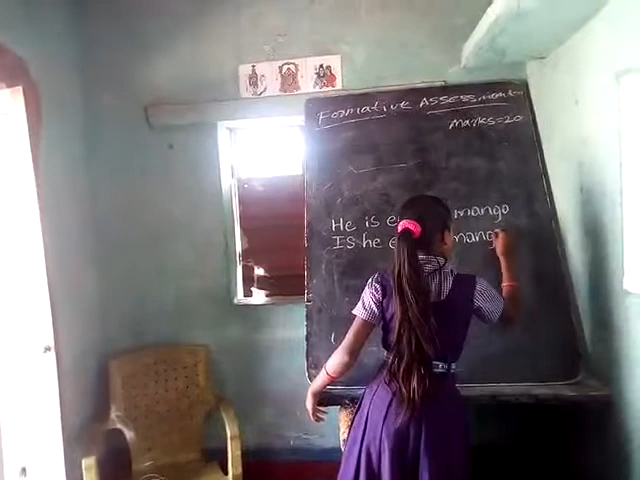 Formative Assessment
Marks=20
He is mango
Is he mango